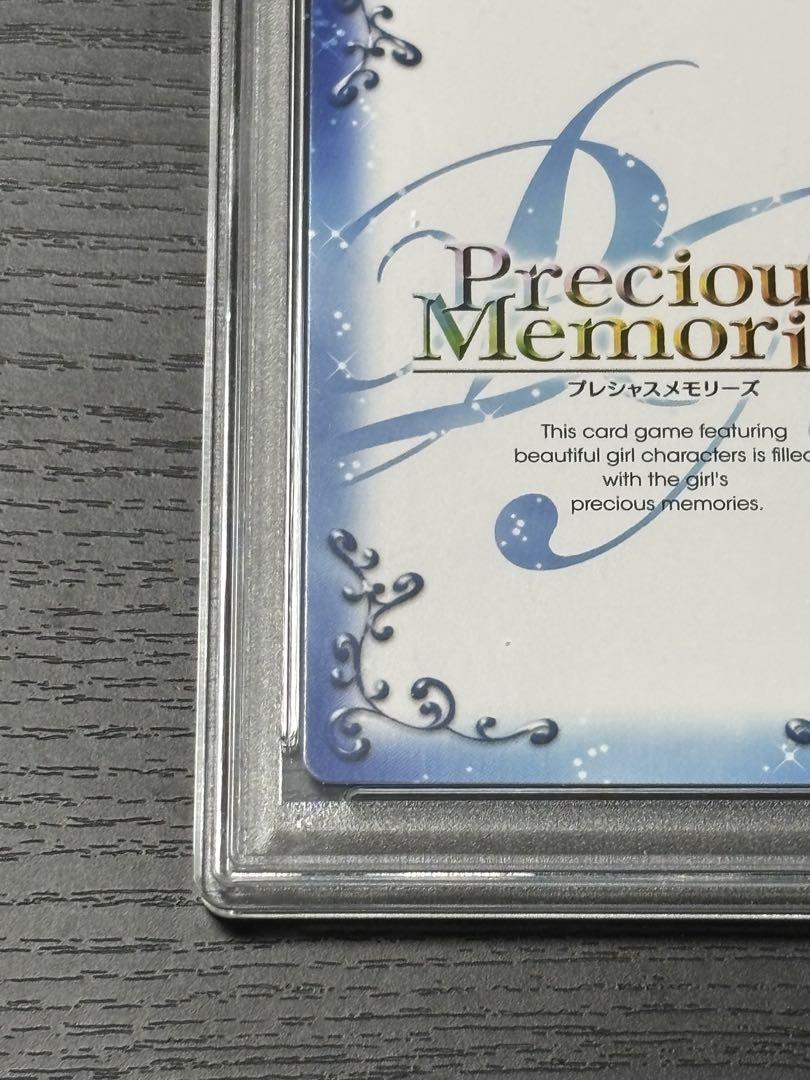 Preciou
Memori
プレシャスメモリーズ
This card game featuring
beautiful girl characters is filled
with the girl's
precious memories.